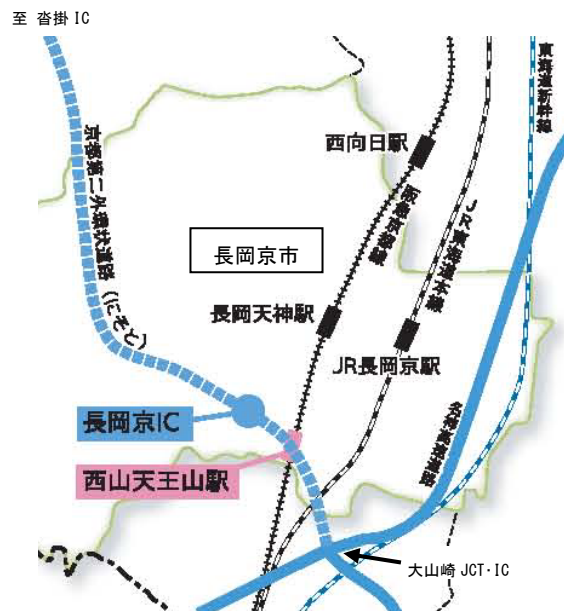 至 沓掛 IC
東海道新幹線
西向日駅
京都第二外環状道路（にそと）
阪急京都線
JR東海道本線
長岡京市
長岡天神駅
JR長岡京駅
長岡京IC
名神高速道路
西山天王山駅
大山崎 JCT･IC